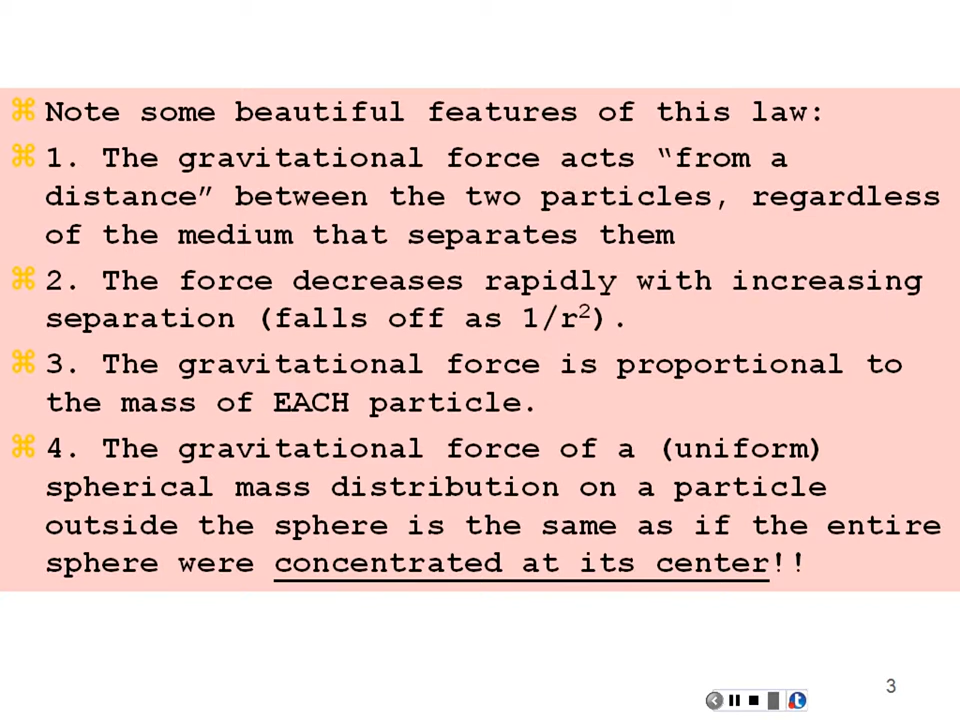 ⌘ Note some beautiful features of this law:
⌘ 1. The gravitational force acts “from a
distance” between the two particles, regardless
of the medium that separates them
⌘ 2. The force decreases rapidly with increasing
separation (falls off as 1/r²).
⌘ 3. The gravitational force is proportional to
the mass of EACH particle.
⌘ 4. The gravitational force of a (uniform)
spherical mass distribution on a particle
outside the sphere is the same as if the entire
sphere were concentrated at its center!!
3